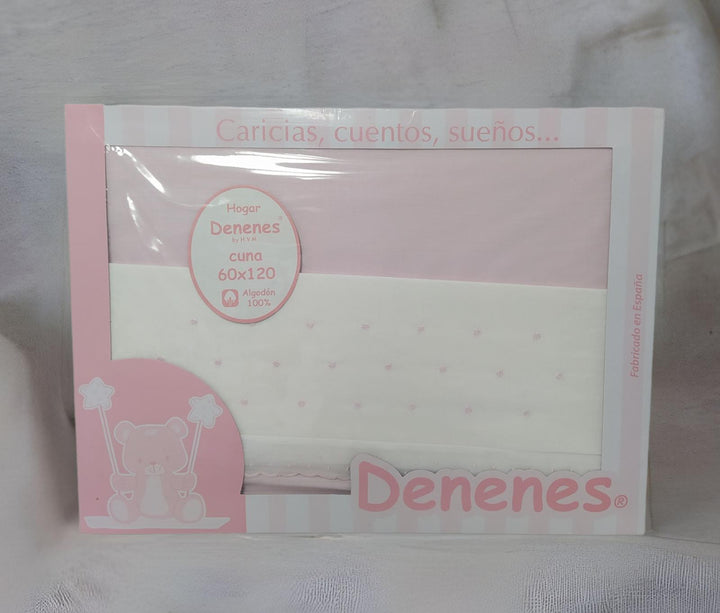 Caricias, cuentos, sueños...
Hogar
Denenes®
by H Y M
cuna
60x120
Algodón
100%
Fabricado en España
Denenes®